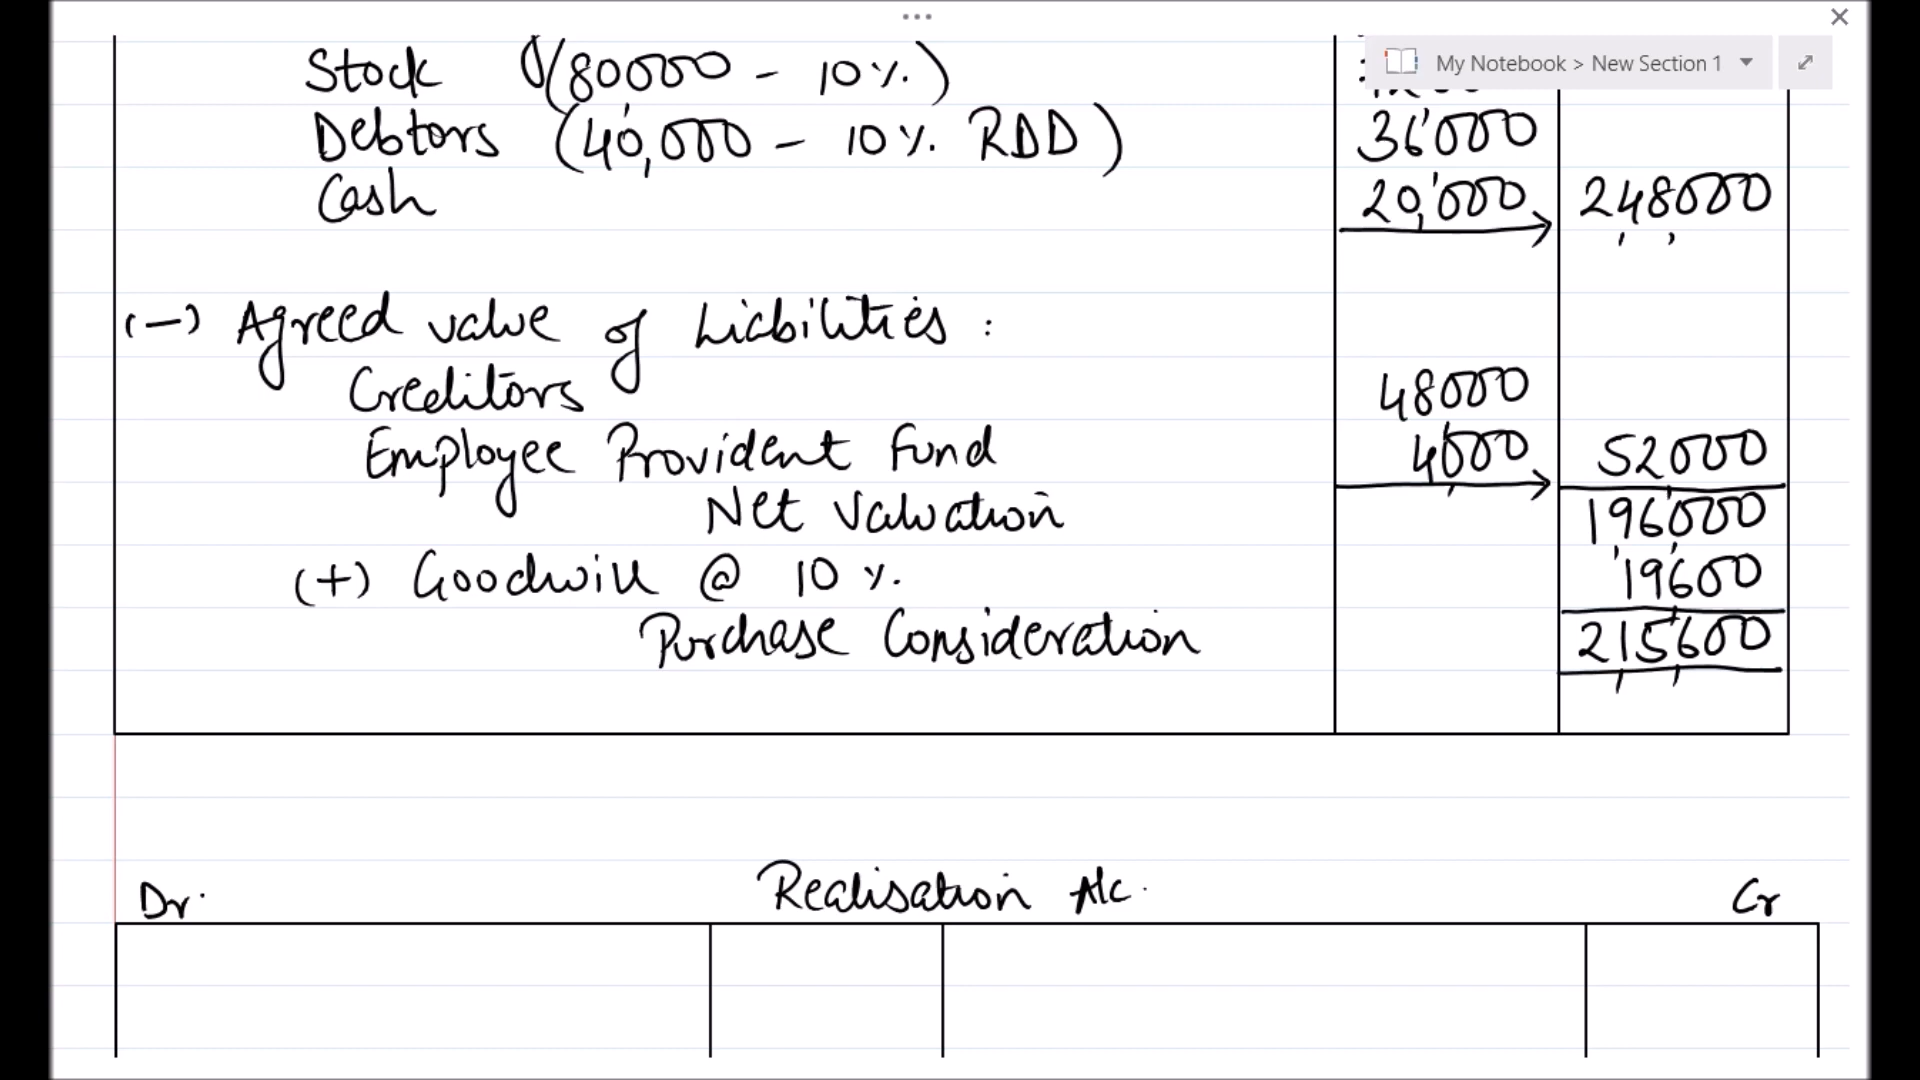 My Notebook > New Section 1
Stock (80000 - 10%)
Debtors (40,000 - 10% RDD) 36000
Cash 20,000 248000
(-) Agreed value of Liabilities :
Creditors 48000
Employee Provident Fund 4000 52000
Net Valuation 196000
(+) Goodwill @ 10% 19600
Purchase Consideration 215600
Dr. Realisation A/c. Cr